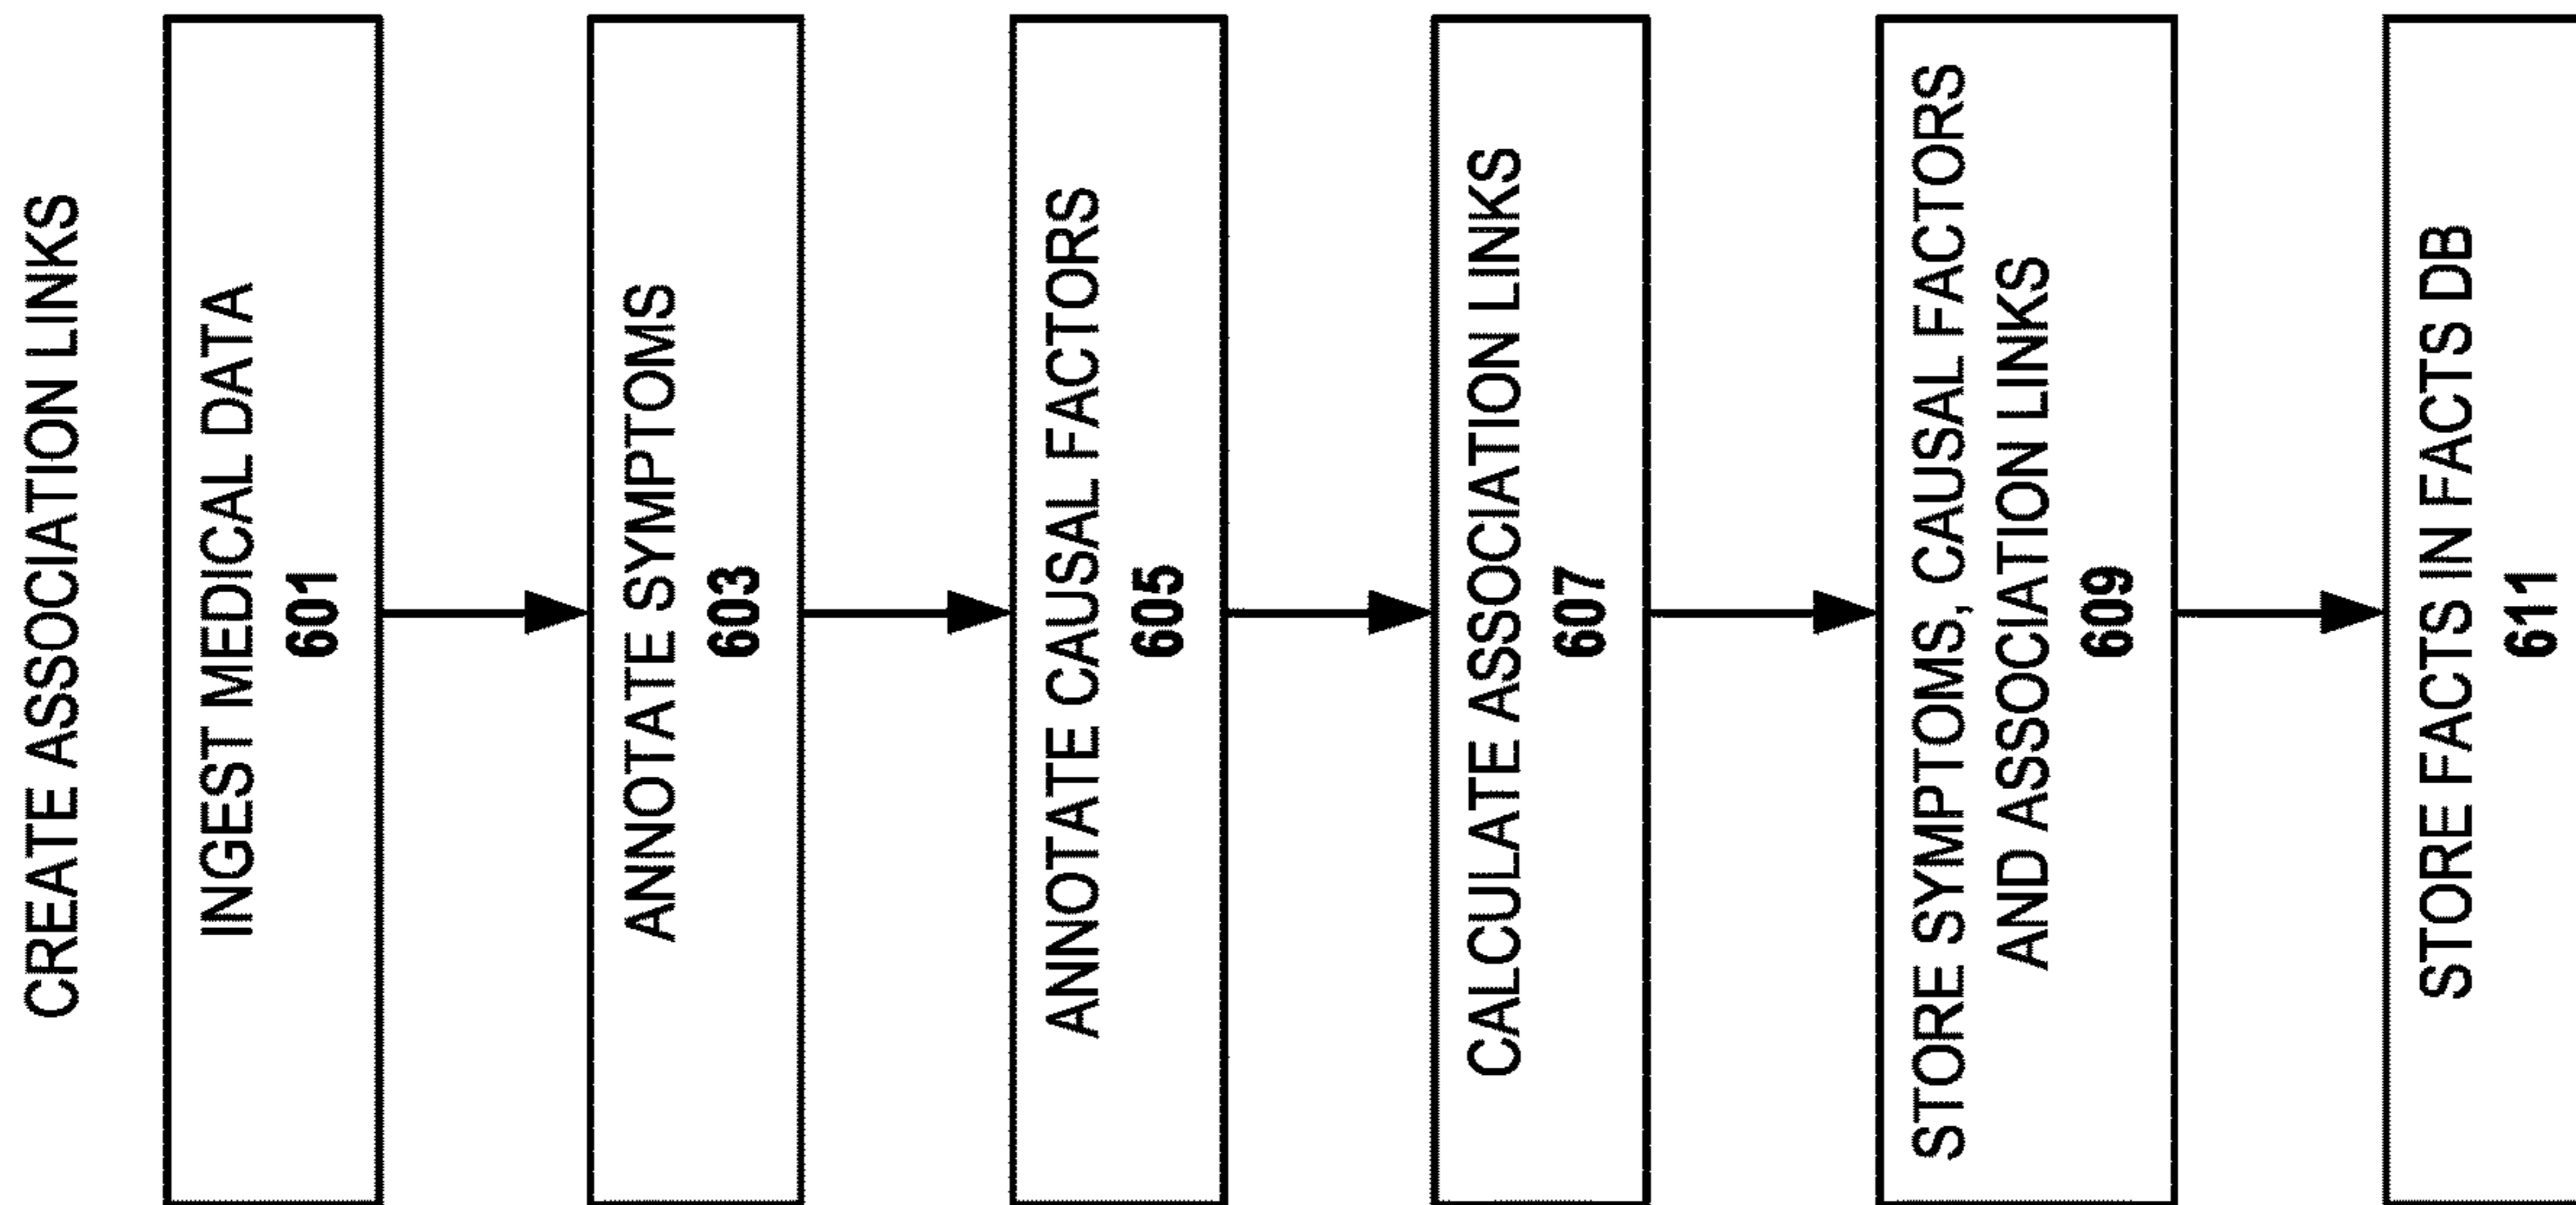 CREATE ASSOCIATION LINKS
INGEST MEDICAL DATA
601
ANNOTATE SYMPTOMS
603
ANNOTATE CAUSAL FACTORS
605
CALCULATE ASSOCIATION LINKS
607
STORE SYMPTOMS, CAUSAL FACTORS
AND ASSOCIATION LINKS
609
STORE FACTS IN FACTS DB
611